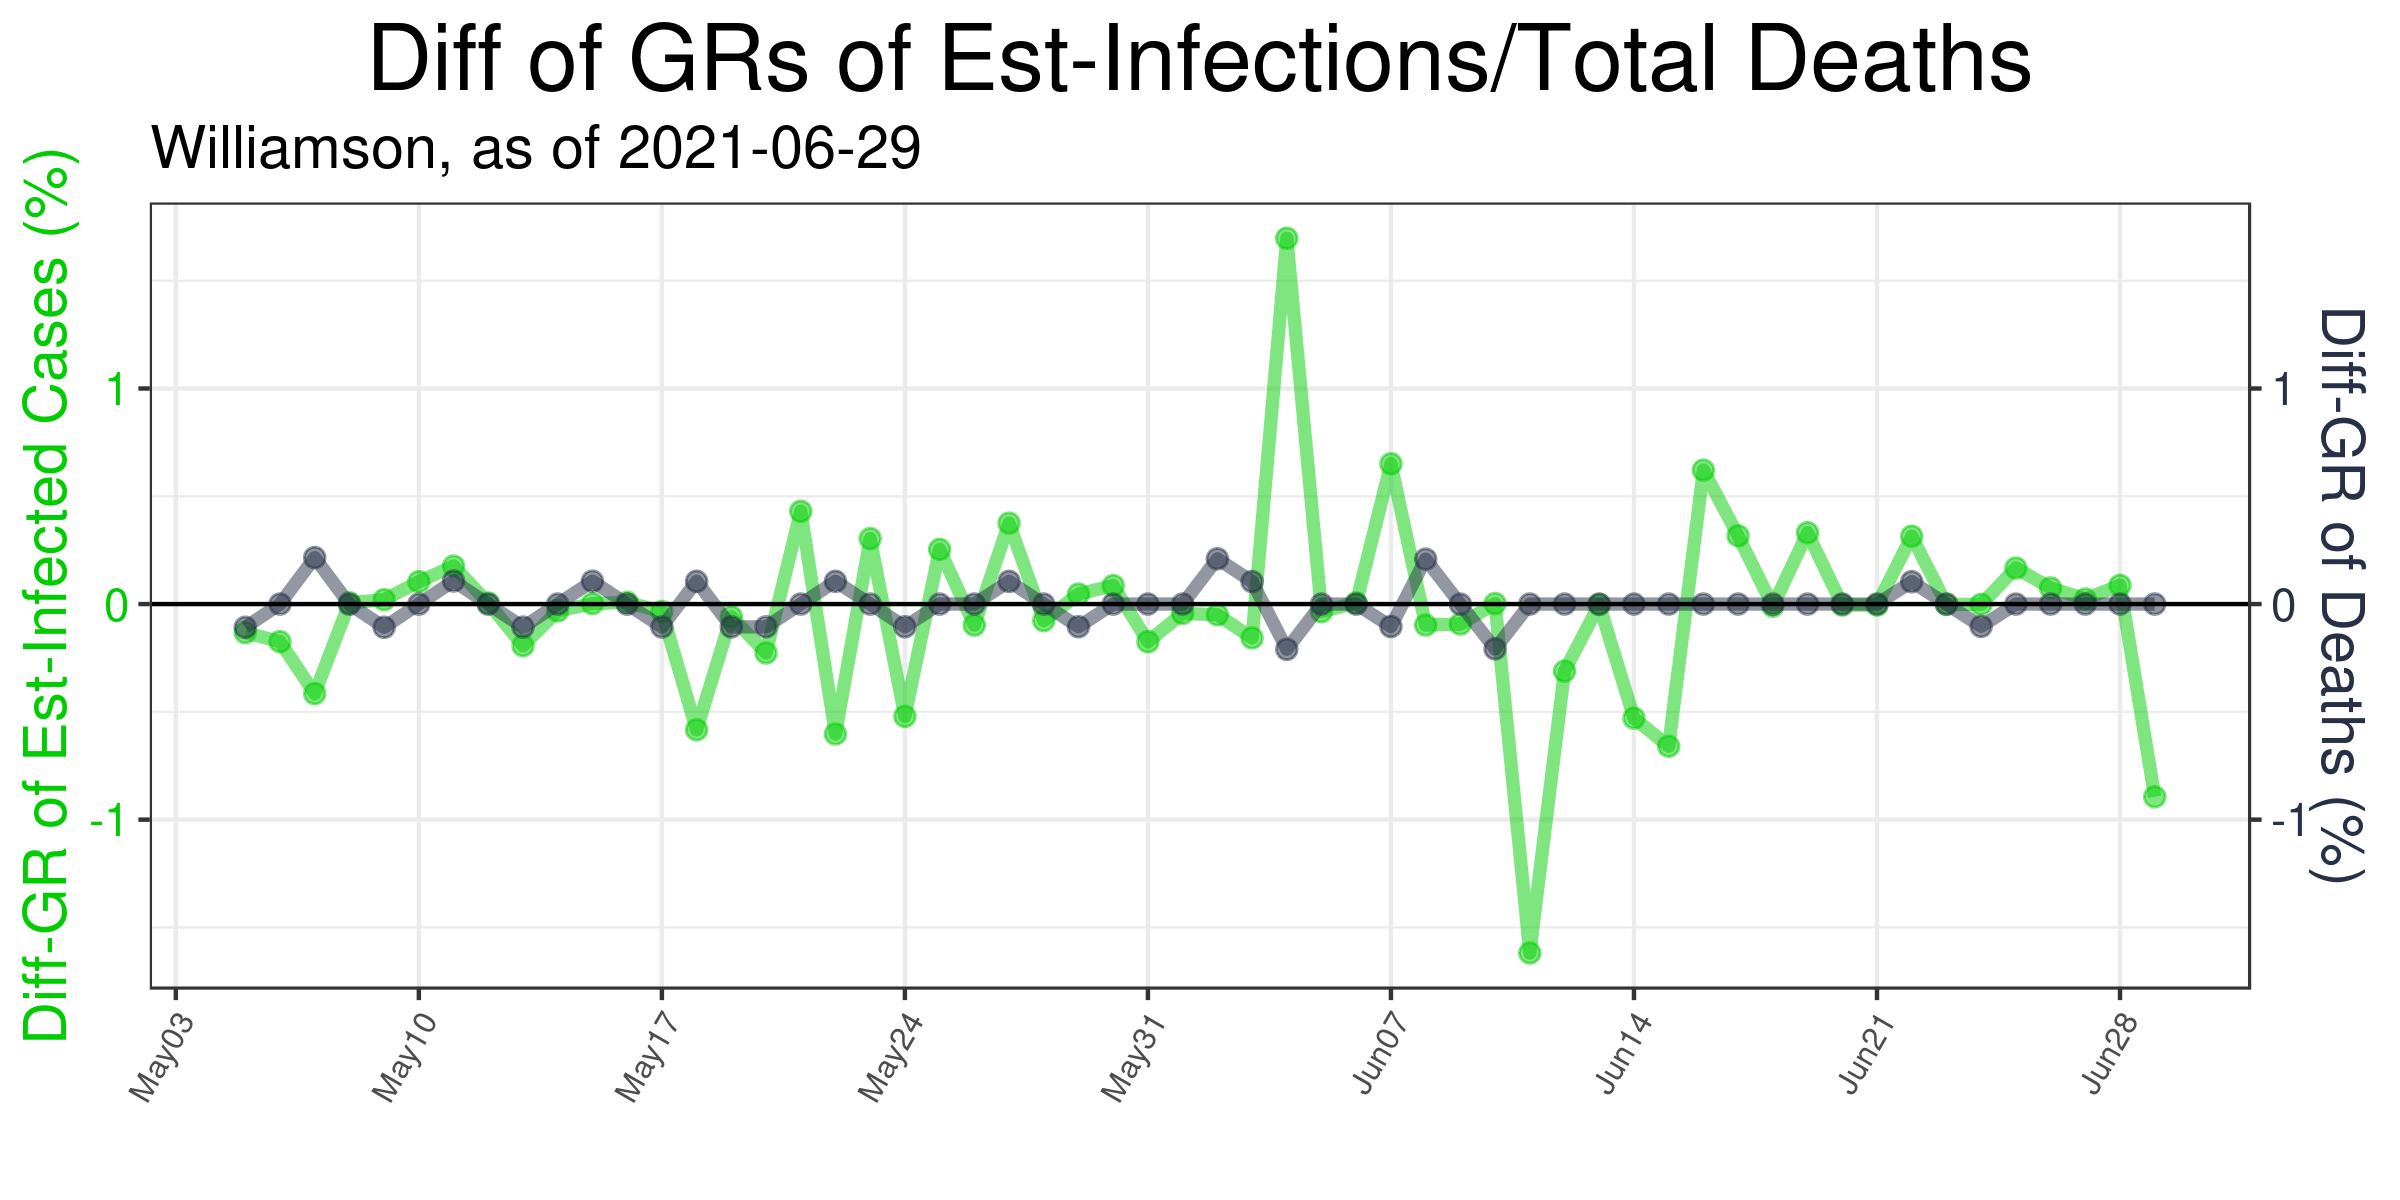 Diff of GRs of Est-Infections/Total Deaths
Williamson, as of 2021-06-29
Diff-GR of Est-Infected Cases (%)
1
0
-1
1
0
-1
Diff-GR of Deaths (%)
May03
May10
May17
May24
May31
Jun07
Jun14
Jun21
Jun28